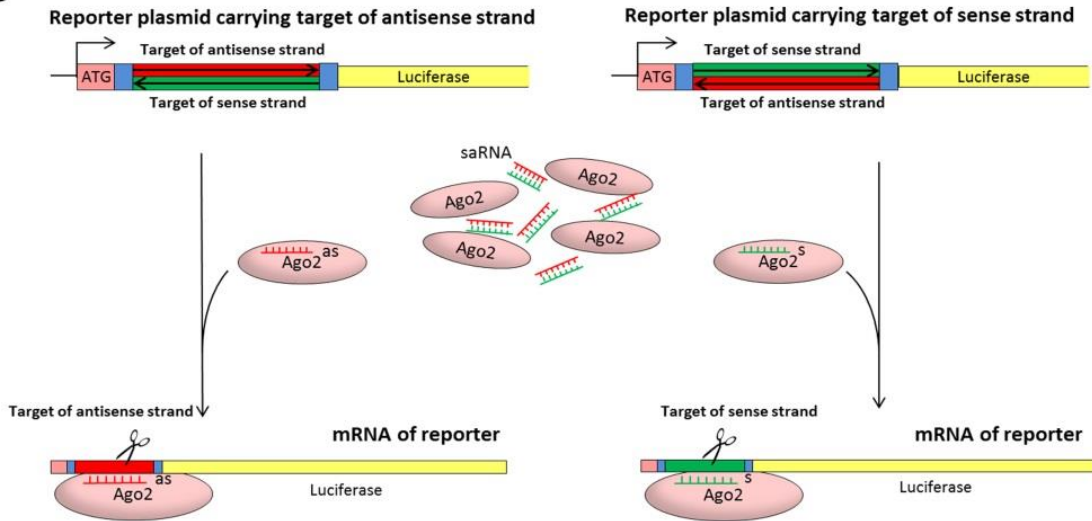 Reporter plasmid carrying target of antisense strand
Target of antisense strand
ATG
Luciferase
Target of sense strand
Reporter plasmid carrying target of sense strand
Target of sense strand
ATG
Luciferase
Target of antisense strand
saRNA
Ago2
Ago2
Ago2
Ago2
Ago2 as
Ago2 s
Target of antisense strand
mRNA of reporter
as
Ago2
Luciferase
Target of sense strand
mRNA of reporter
s
Ago2
Luciferase